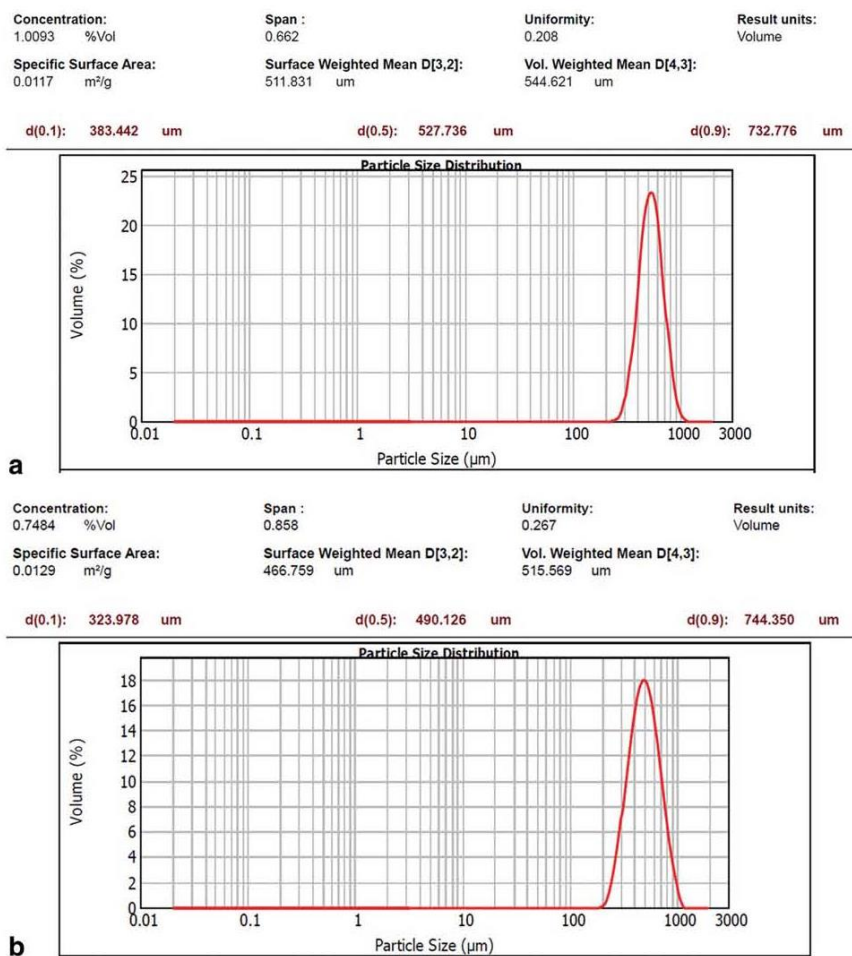 Concentration: Span : Uniformity: Result units:
1.0093 %Vol 0.662 0.208 Volume
Specific Surface Area: Surface Weighted Mean D[3,2]: Vol. Weighted Mean D[4,3]:
0.0117 m²/g 511.831 um 544.621 um
d(0.1): 383.442 um d(0.5): 527.736 um d(0.9): 732.776 um
Particle Size Distribution
25
20
15
10
5
0
Volume (%)
0.01 0.1 1 10 100 1000 3000
Particle Size (µm)
a
Concentration: Span : Uniformity: Result units:
0.7484 %Vol 0.858 0.267 Volume
Specific Surface Area: Surface Weighted Mean D[3,2]: Vol. Weighted Mean D[4,3]:
0.0129 m²/g 466.759 um 515.569 um
d(0.1): 323.978 um d(0.5): 490.126 um d(0.9): 744.350 um
Particle Size Distribution
18
16
14
12
10
8
6
4
2
0
Volume (%)
0.01 0.1 1 10 100 1000 3000
Particle Size (µm)
b